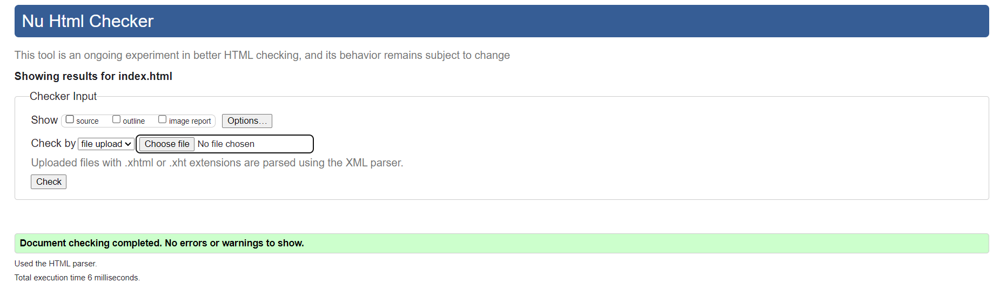 Nu Html Checker
This tool is an ongoing experiment in better HTML checking, and its behavior remains subject to change
Showing results for index.html
Checker Input
Show source outline image report Options…
Check by file upload Choose file No file chosen
Uploaded files with .xhtml or .xht extensions are parsed using the XML parser.
Check
Document checking completed. No errors or warnings to show.
Used the HTML parser.
Total execution time 6 milliseconds.